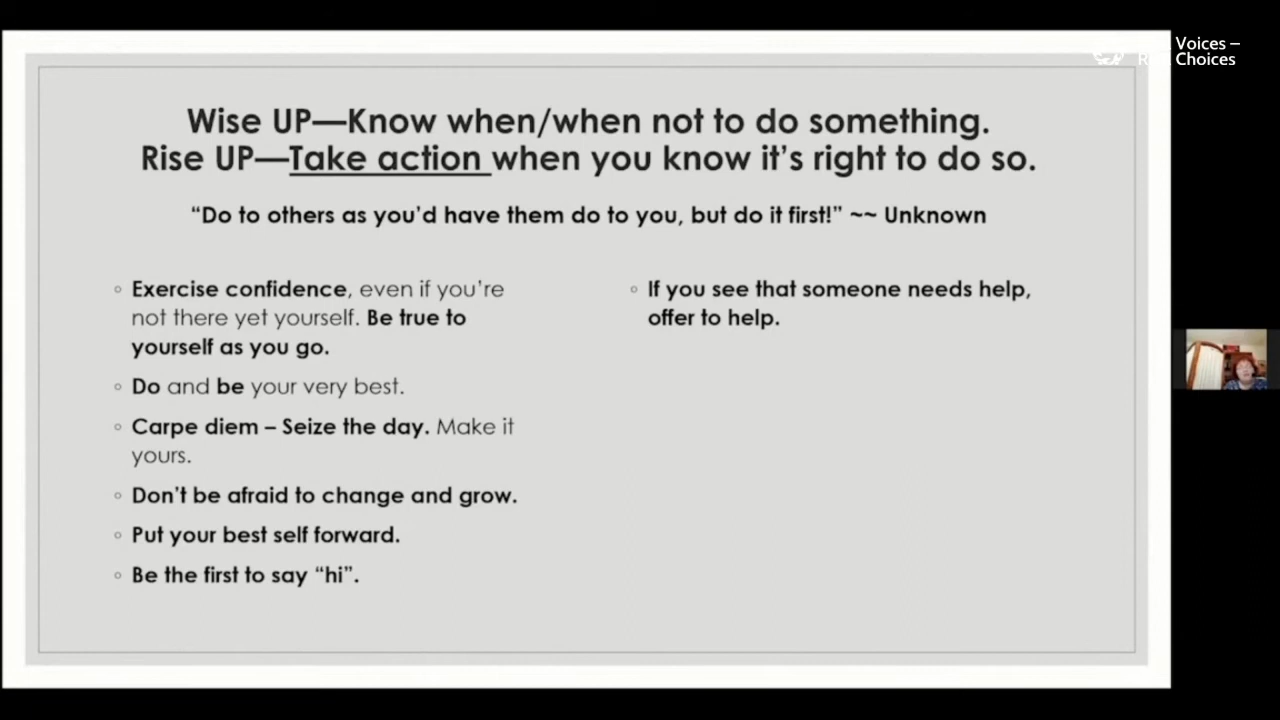 Voices –
Choices
Wise UP—Know when/when not to do something.
Rise UP—Take action when you know it’s right to do so.
“Do to others as you’d have them do to you, but do it first!” ~~ Unknown
◦ Exercise confidence, even if you’re
not there yet yourself. Be true to
yourself as you go.
◦ Do and be your very best.
◦ Carpe diem – Seize the day. Make it
yours.
◦ Don’t be afraid to change and grow.
◦ Put your best self forward.
◦ Be the first to say “hi”.
◦ If you see that someone needs help,
offer to help.